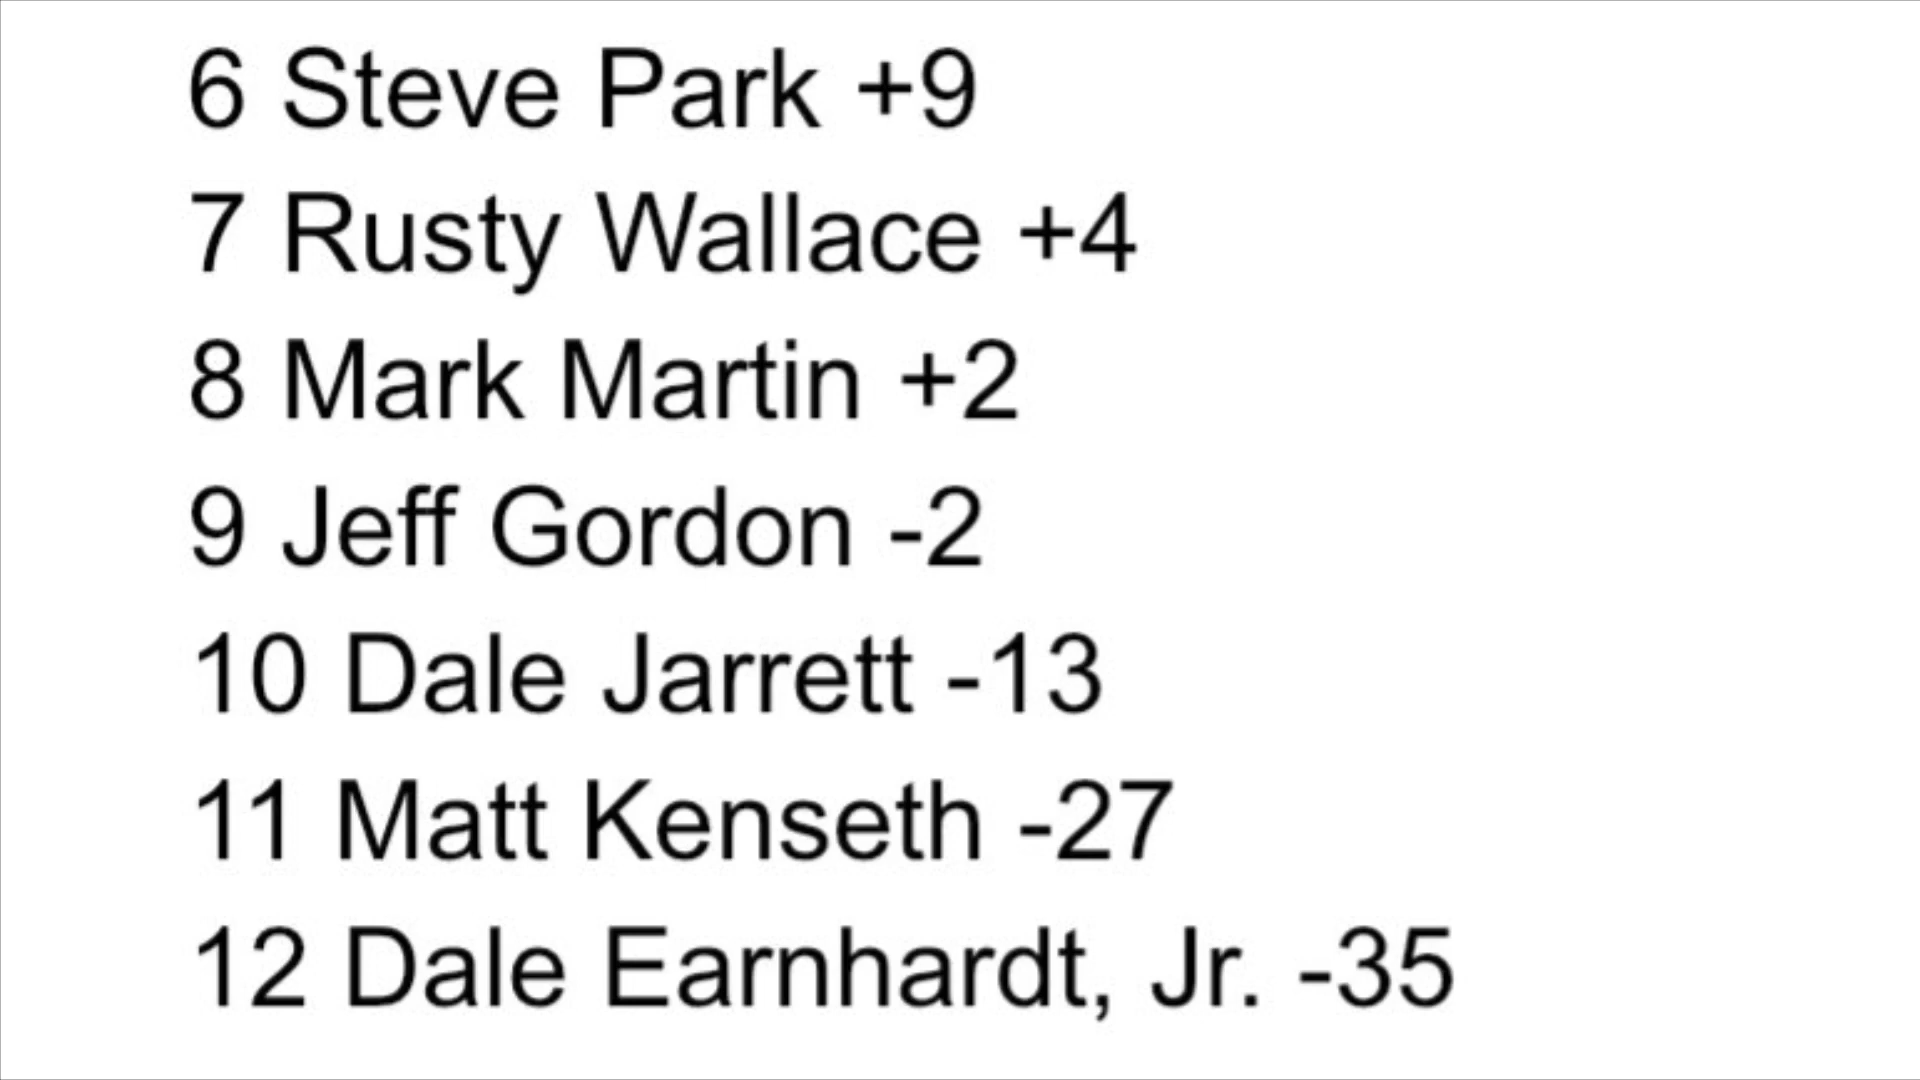 6 Steve Park +9
7 Rusty Wallace +4
8 Mark Martin +2
9 Jeff Gordon -2
10 Dale Jarrett -13
11 Matt Kenseth -27
12 Dale Earnhardt, Jr. -35